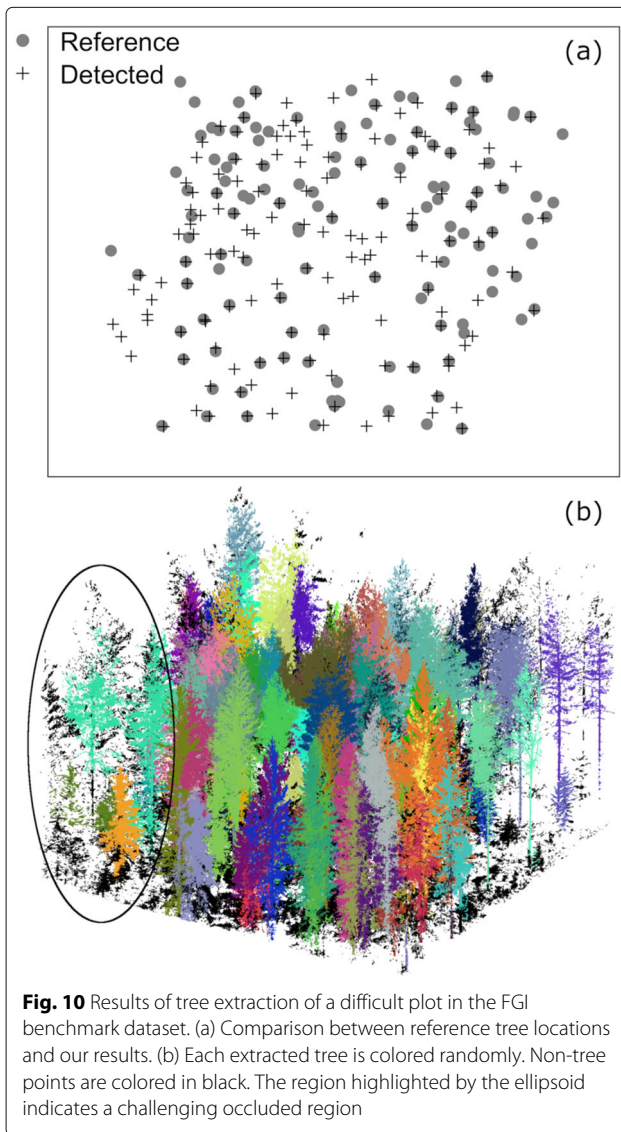 Reference
Detected
(a)
(b)
Fig. 10 Results of tree extraction of a difficult plot in the FGI
benchmark dataset. (a) Comparison between reference tree locations
and our results. (b) Each extracted tree is colored randomly. Non-tree
points are colored in black. The region highlighted by the ellipsoid
indicates a challenging occluded region